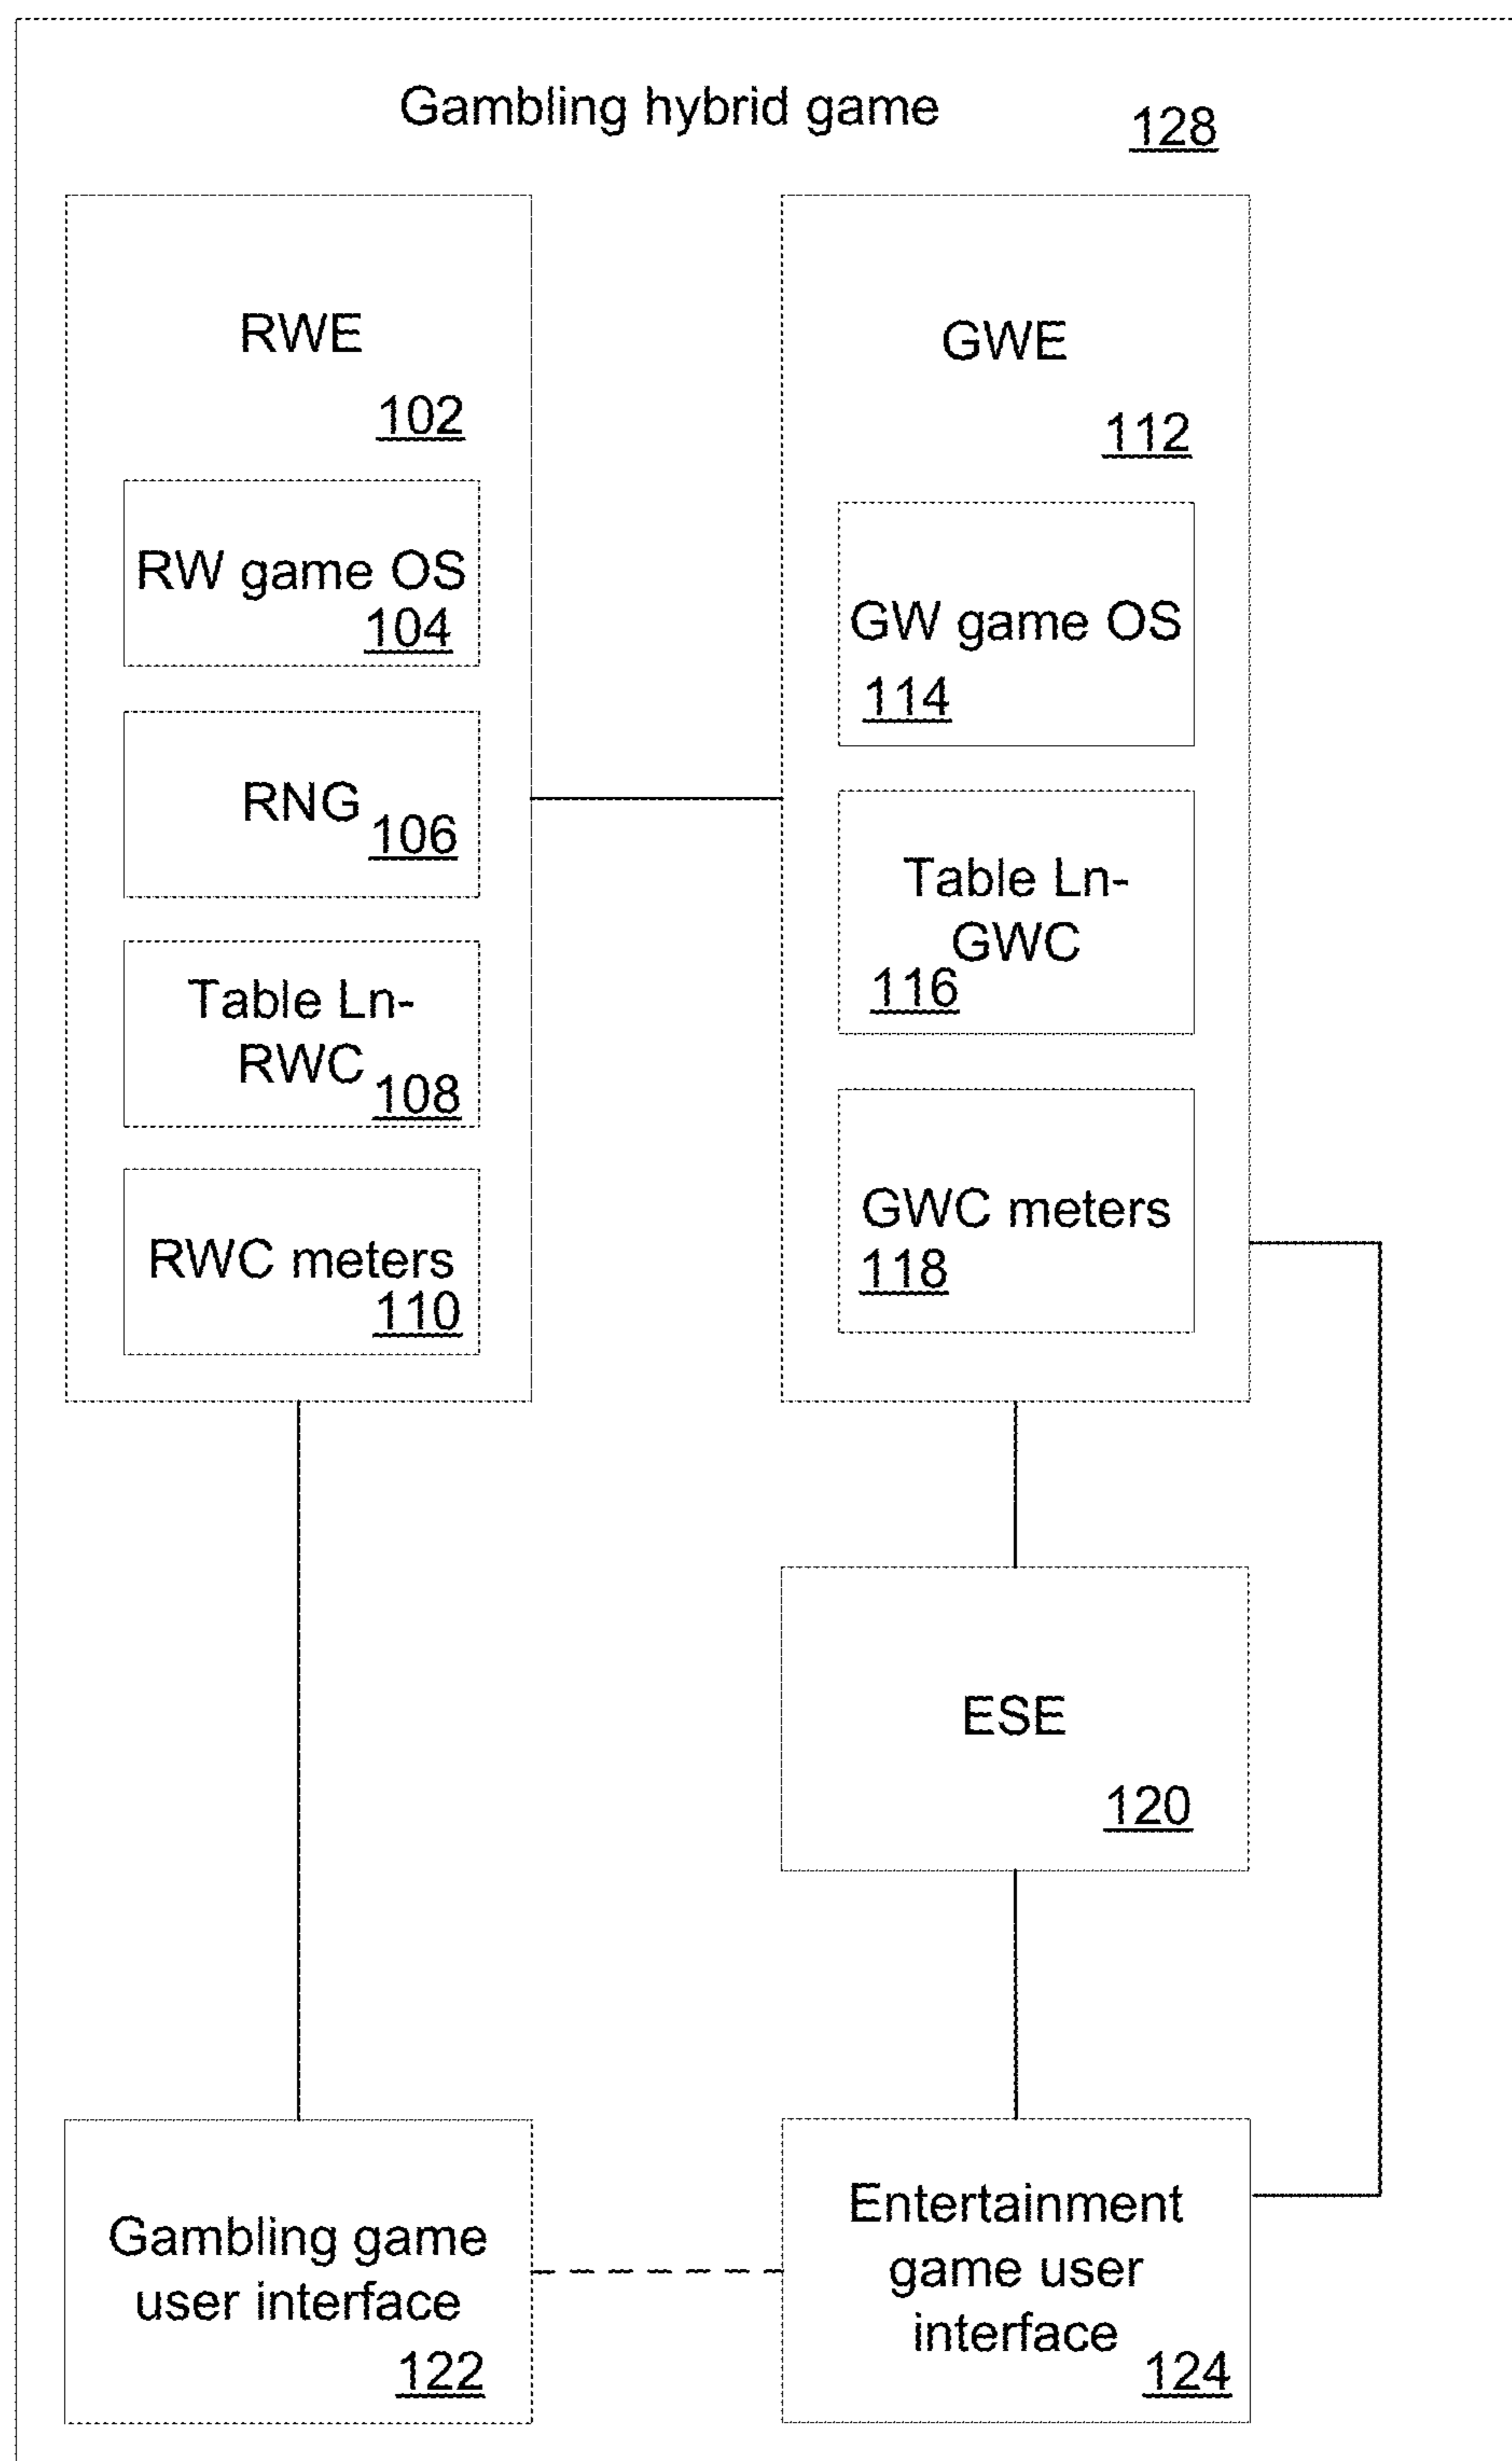 Gambling hybrid game
128
RWE
102
RW game OS
104
RNG
106
Table Ln-
RWC
108
RWC meters
110
GWE
112
GW game OS
114
Table Ln-
GWC
116
GWC meters
118
ESE
120
Gambling game
user interface
122
Entertainment
game user
interface
124